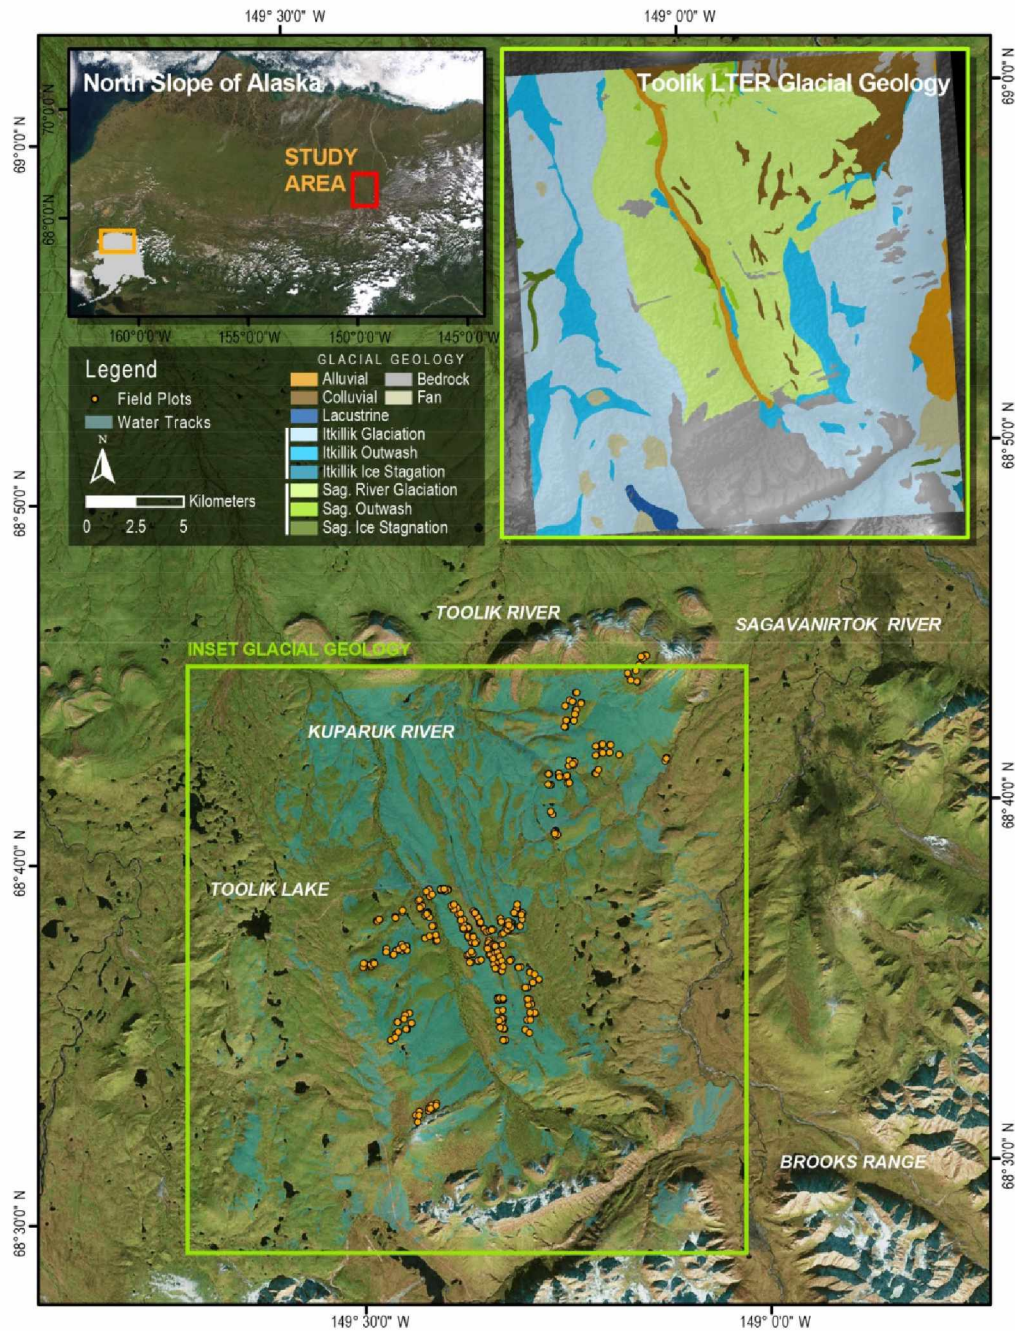 149° 30'0" W
149° 0'0" W
North Slope of Alaska
STUDY
AREA
70°0'0" N
69°0'0" N
68°0'0" N
160°0'0" W
155°0'0" W
150°0'0" W
145°0'0" W
Toolik LTER Glacial Geology
69°0'0" N
68°50'0" N
Legend
Field Plots
Water Tracks
N
Kilometers
0 2.5 5
GLACIAL GEOLOGY
Alluvial
Bedrock
Colluvial
Fan
Lacustrine
Itkillik Glaciation
Itkillik Outwash
Itkillik Ice Stagation
Sag. River Glaciation
Sag. Outwash
Sag. Ice Stagnation
68°50'0" N
TOOLIK RIVER
SAGAVANIRTOK RIVER
INSET GLACIAL GEOLOGY
KUPARUK RIVER
68°40'0" N
68°40'0" N
TOOLIK LAKE
BROOKS RANGE
68°30'0" N
68°30'0" N
149° 30'0" W
149° 0'0" W